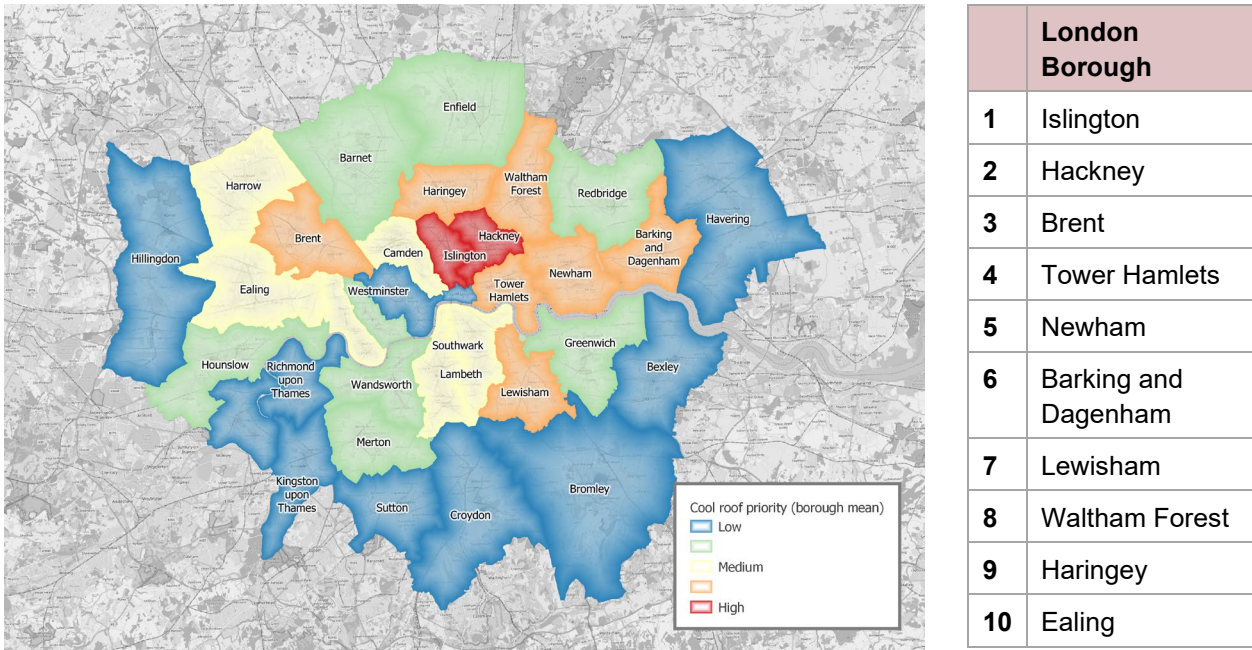 Enfield
Barnet
Harrow
Haringey
Waltham
Forest
Redbridge
Havering
Brent
Camden
Hackney
Islington
Barking
and
Dagenham
Hillingdon
Ealing
Westminster
Tower
Hamlets
Newham
Hounslow
Richmond
upon
Thames
Southwark
Lambeth
Wandsworth
Greenwich
Bexley
Lewisham
Merton
Kingston
upon
Thames
Sutton
Croydon
Bromley
Cool roof priority (borough mean)
Low
Medium
High
London
Borough
1 Islington
2 Hackney
3 Brent
4 Tower Hamlets
5 Newham
6 Barking and
Dagenham
7 Lewisham
8 Waltham Forest
9 Haringey
10 Ealing